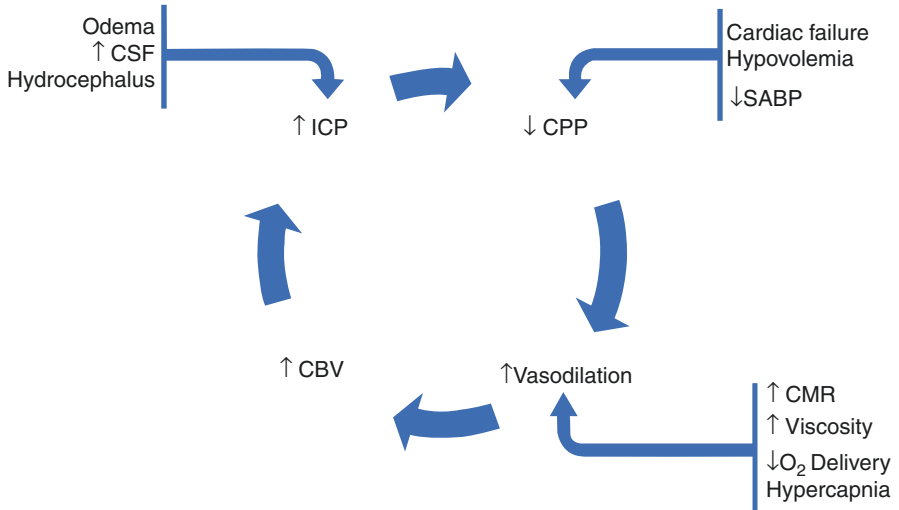 Odema
↑ CSF
Hydrocephalus
Cardiac failure
Hypovolemia
↓SABP
↑ ICP
↓ CPP
↑ CBV
↑Vasodilation
↑ CMR
↑ Viscosity
↓O₂ Delivery
Hypercapnia